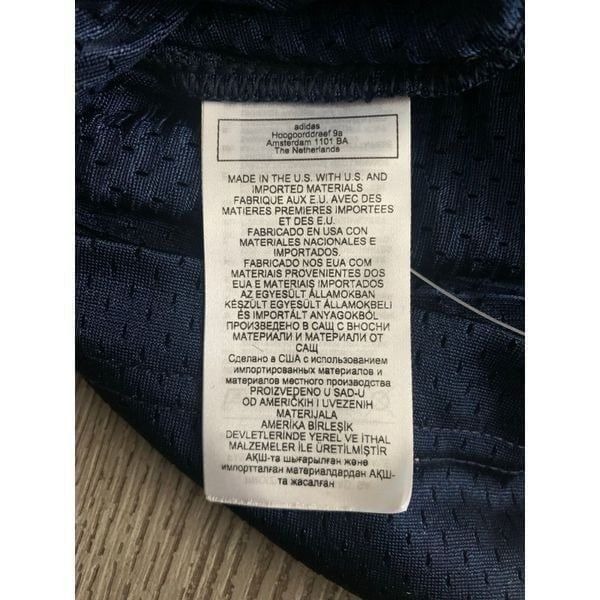 adidas
Hoogoorddreef 9a
Amsterdam 1101 BA
The Netherlands
MADE IN THE U.S. WITH U.S. AND
IMPORTED MATERIALS
FABRIQUE AUX E.U. AVEC DES
MATIERES PREMIERES IMPORTEES
ET DES E.U.
FABRICADO EN USA CON
MATERIALES NACIONALES E
IMPORTADOS.
FABRICADO NOS EUA COM
MATERIAIS PROVENIENTES DOS
EUA E MATERIAIS IMPORTADOS
AZ EGYESÜLT ÁLLAMOKBAN
KÉSZÜLT EGYESÜLT ÁLLAMOKBELI
ÉS IMPORTÁLT ANYAGOKBÓL
ПРОИЗВЕДЕНО В САЩ С ВНОСНИ
МАТЕРИАЛИ И МАТЕРИАЛИ ОТ
САЩ
Сделано в США с использованием
импортированных материалов и
материалов местного производства
PROIZVEDENO U SAD-U
OD AMERIČKIH I UVEZENIH
MATERIJALA
AMERİKA BİRLEŞİK
DEVLETLERİNDE YEREL VE İTHAL
MALZEMELER İLE ÜRETİLMİŞTİR
АҚШ-та шығарылған және
импортталған материалдардан АҚШ-
та жасалған